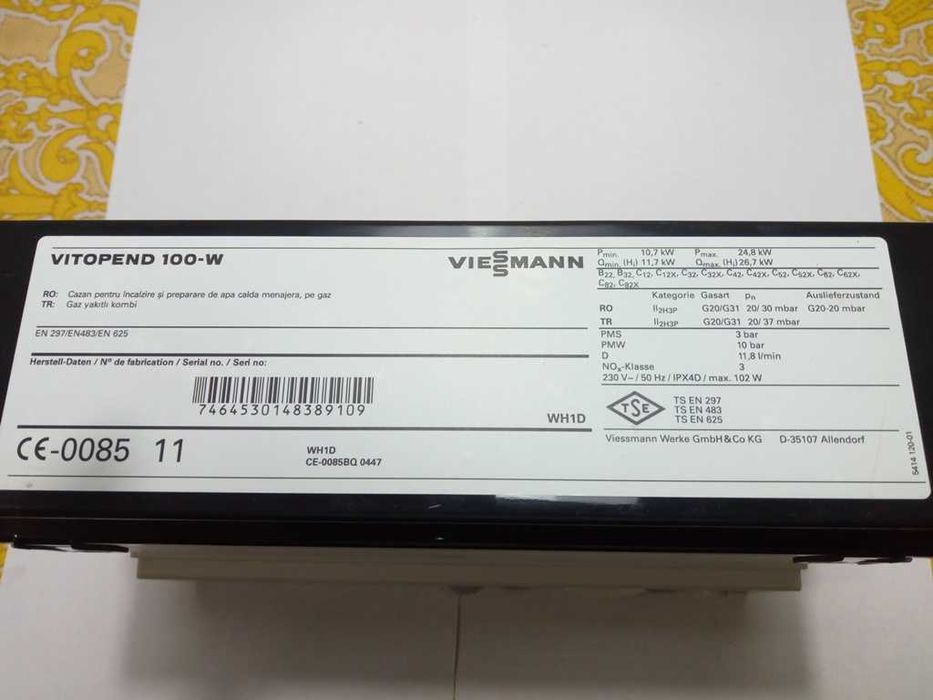 VITOPEND 100-W
VIESSMANN
RO: Cazan pentru încalzire și preparare de apa calda menajera, pe gaz
TR: Gaz yakıtlı kombi
EN 297/EN483/EN 625
Herstell-Daten / N° de fabrication / Serial no. / Seri no:
7464530148389109
WH1D
CE-0085 11
WH1D
CE-0085BQ 0447
Pmin. 10,7 kW Pmax. 24,8 kW
Qmin. (Hi) 11,7 kW Qmax. (Hi) 26,7 kW
B22, B32, C12, C12X, C32, C32X, C42, C42X, C52, C52X, C62, C62X,
C82, C82X
Kategorie Gasart pn Auslieferzustand
RO II2H3P G20/G31 20/ 30 mbar G20-20 mbar
TR II2H3P G20/G31 20/ 37 mbar
PMS 3 bar
PMW 10 bar
D 11,8 l/min
NOx-Klasse 3
230 V~ / 50 Hz / IPX4D / max. 102 W
TSE
TS EN 297
TS EN 483
TS EN 625
Viessmann Werke GmbH&Co KG D-35107 Allendorf
5414 120-01